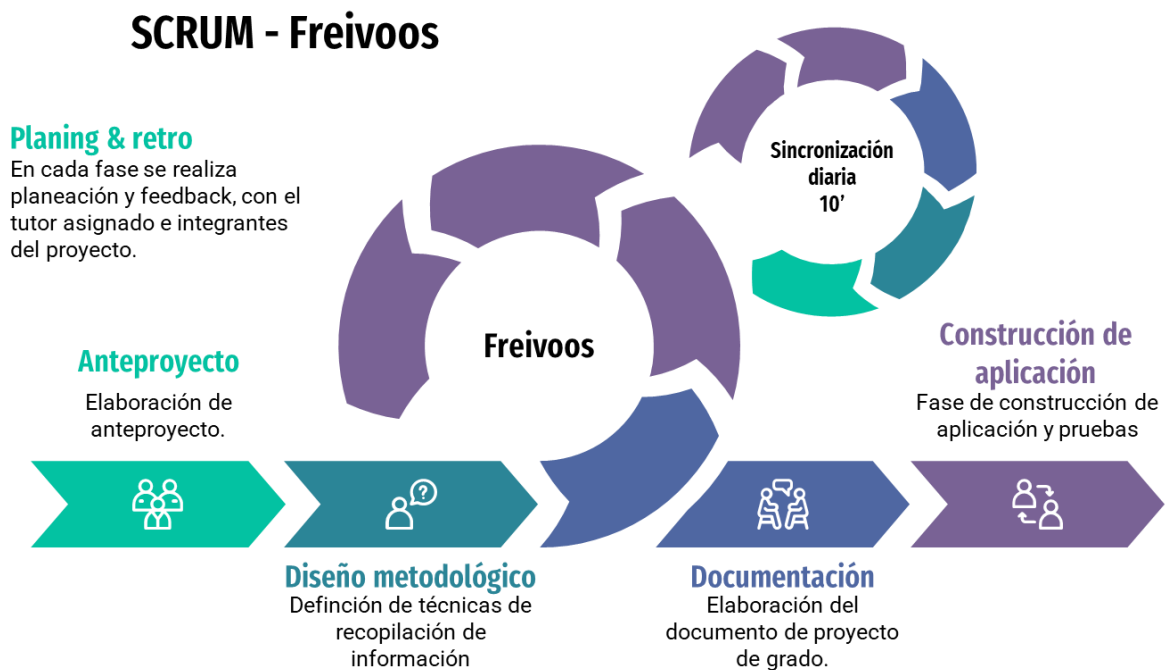 SCRUM - Freivoos
Planing & retro
En cada fase se realiza
planeación y feedback, con el
tutor asignado e integrantes
del proyecto.
Sincronización
diaria
10’
Freivoos
Anteproyecto
Elaboración de
anteproyecto.
Construcción de
aplicación
Fase de construcción de
aplicación y pruebas
?
Diseño metodológico
Definción de técnicas de
recopilación de
información
Documentación
Elaboración del
documento de proyecto
de grado.